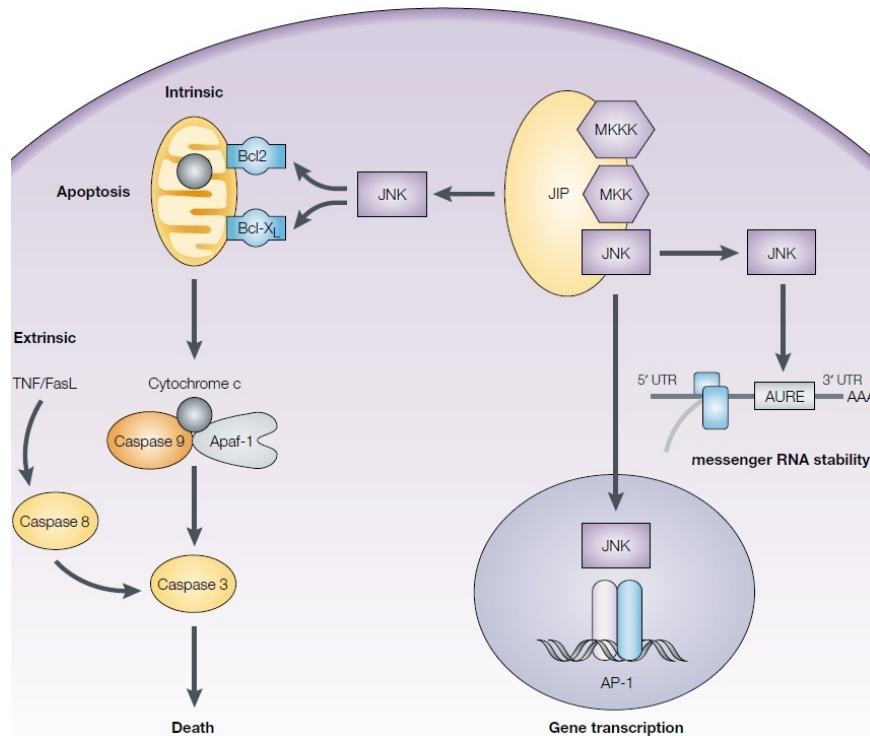 Intrinsic
MKKK
Bcl2
Apoptosis
JNK
JIP
MKK
Bcl-XL
JNK
JNK
Extrinsic
TNF/FasL
Cytochrome c
5′ UTR
3′ UTR
AURE
AAA
Caspase 9
Apaf-1
messenger RNA stability
Caspase 8
JNK
Caspase 3
AP-1
Death
Gene transcription